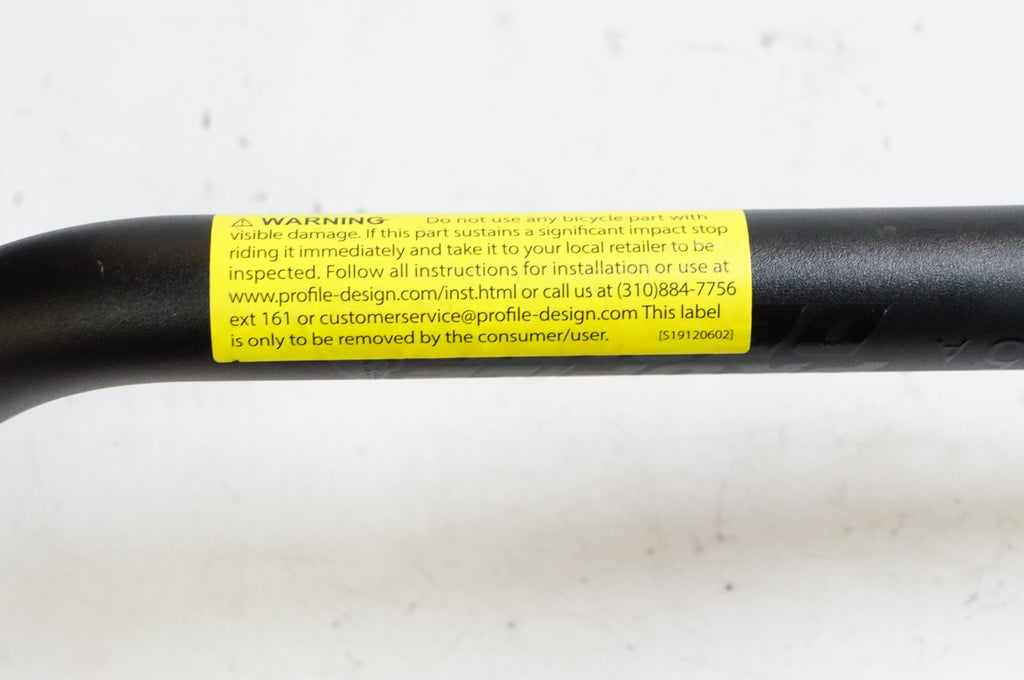 ⚠ WARNING Do not use any bicycle part with
visible damage. If this part sustains a significant impact stop
riding it immediately and take it to your local retailer to be
inspected. Follow all instructions for installation or use at
www.profile-design.com/inst.html or call us at (310)884-7756
ext 161 or customerservice@profile-design.com This label
is only to be removed by the consumer/user. [S19120602]